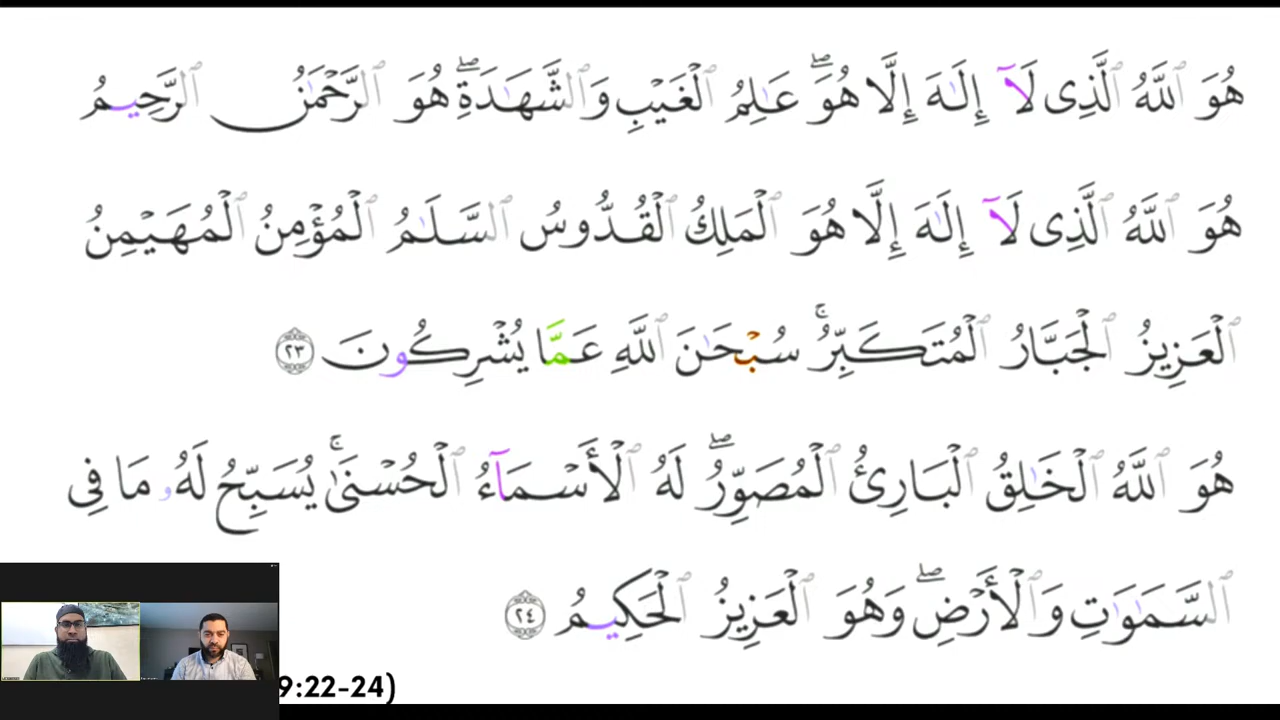 هُوَ ٱللَّهُ ٱلَّذِى لَآ إِلَـٰهَ إِلَّا هُوَ ۖ عَـٰلِمُ ٱلْغَيْبِ وَٱلشَّهَـٰدَةِ ۖ هُوَ ٱلرَّحْمَـٰنُ ٱلرَّحِيمُ
هُوَ ٱللَّهُ ٱلَّذِى لَآ إِلَـٰهَ إِلَّا هُوَ ٱلْمَلِكُ ٱلْقُدُّوسُ ٱلسَّلَـٰمُ ٱلْمُؤْمِنُ ٱلْمُهَيْمِنُ
ٱلْعَزِيزُ ٱلْجَبَّارُ ٱلْمُتَكَبِّرُ ۚ سُبْحَـٰنَ ٱللَّهِ عَمَّا يُشْرِكُونَ ٢٣
هُوَ ٱللَّهُ ٱلْخَـٰلِقُ ٱلْبَارِئُ ٱلْمُصَوِّرُ ۖ لَهُ ٱلْأَسْمَآءُ ٱلْحُسْنَىٰ ۚ يُسَبِّحُ لَهُۥ مَا فِى
ٱلسَّمَـٰوَٰتِ وَٱلْأَرْضِ ۖ وَهُوَ ٱلْعَزِيزُ ٱلْحَكِيمُ ٢٤
9:22-24)